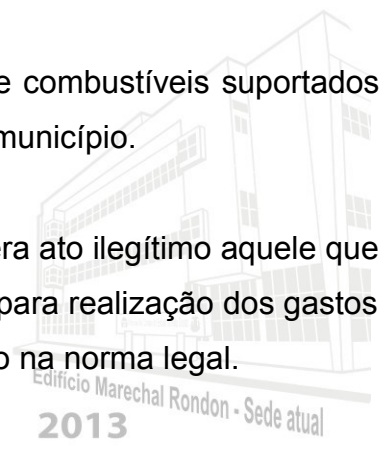 e combustíveis suportados
município.
era ato ilegítimo aquele que
para realização dos gastos
o na norma legal.
Edifício Marechal Rondon - Sede atual
2013